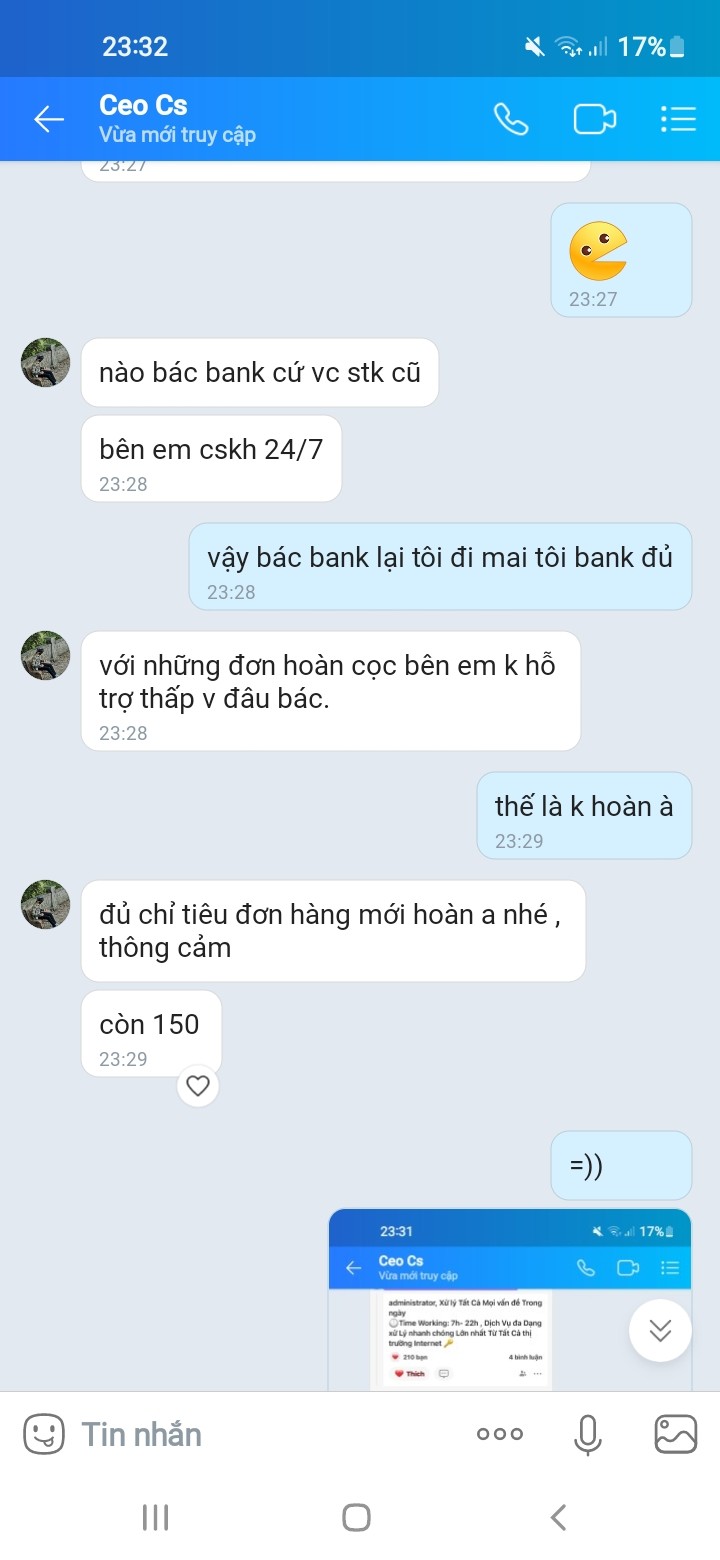 23:32
17%
Ceo Cs
Vừa mới truy cập
23:27
23:27
nào bác bank cứ vc stk cũ
bên em cskh 24/7
23:28
vậy bác bank lại tôi đi mai tôi bank đủ
23:28
với những đơn hoàn cọc bên em k hỗ
trợ thấp v đâu bác.
23:28
thế là k hoàn à
23:29
đủ chỉ tiêu đơn hàng mới hoàn a nhé ,
thông cảm
còn 150
23:29
=))
23:31
17%
Ceo Cs
Vừa mới truy cập
administrator, Xử lý Tất Cả Mọi vấn đề Trong
ngày
Time Working: 7h- 22h , Dịch Vụ đa Dạng
xử Lý nhanh chóng Lớn nhất Từ Tất Cả thị
trường Internet
210 bạn
4 bình luận
Thích
Tin nhắn